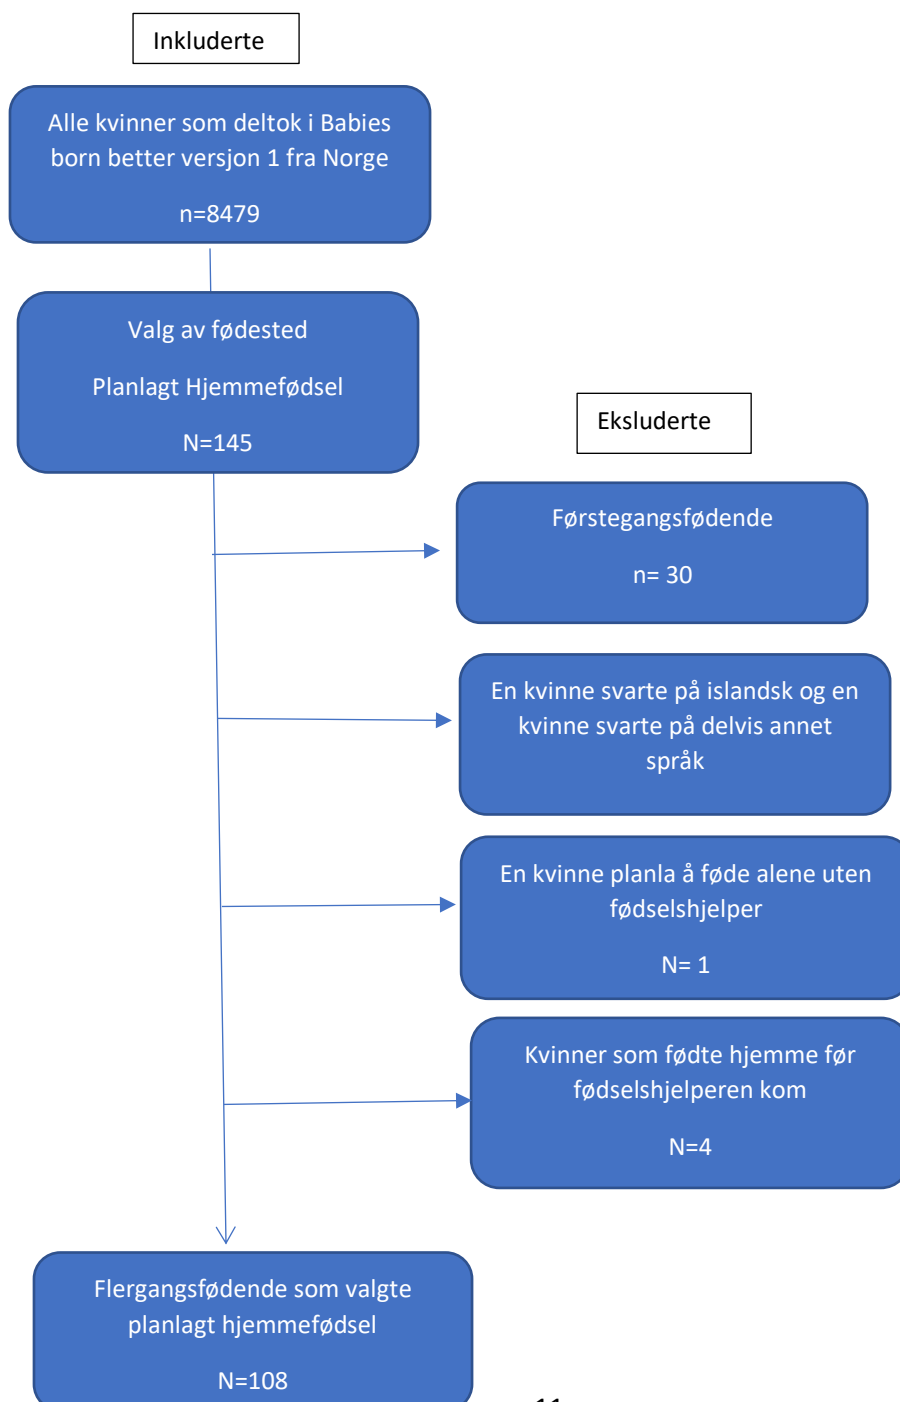 Inkluderte
Alle kvinner som deltok i Babies
born better versjon 1 fra Norge
n=8479
Valg av fødested
Planlagt Hjemmefødsel
N=145
Eksluderte
Førstegangsfødende
n= 30
En kvinne svarte på islandsk og en
kvinne svarte på delvis annet
språk
En kvinne planla å føde alene uten
fødselshjelper
N= 1
Kvinner som fødte hjemme før
fødselshjelperen kom
N=4
Flergangsfødende som valgte
planlagt hjemmefødsel
N=108
11